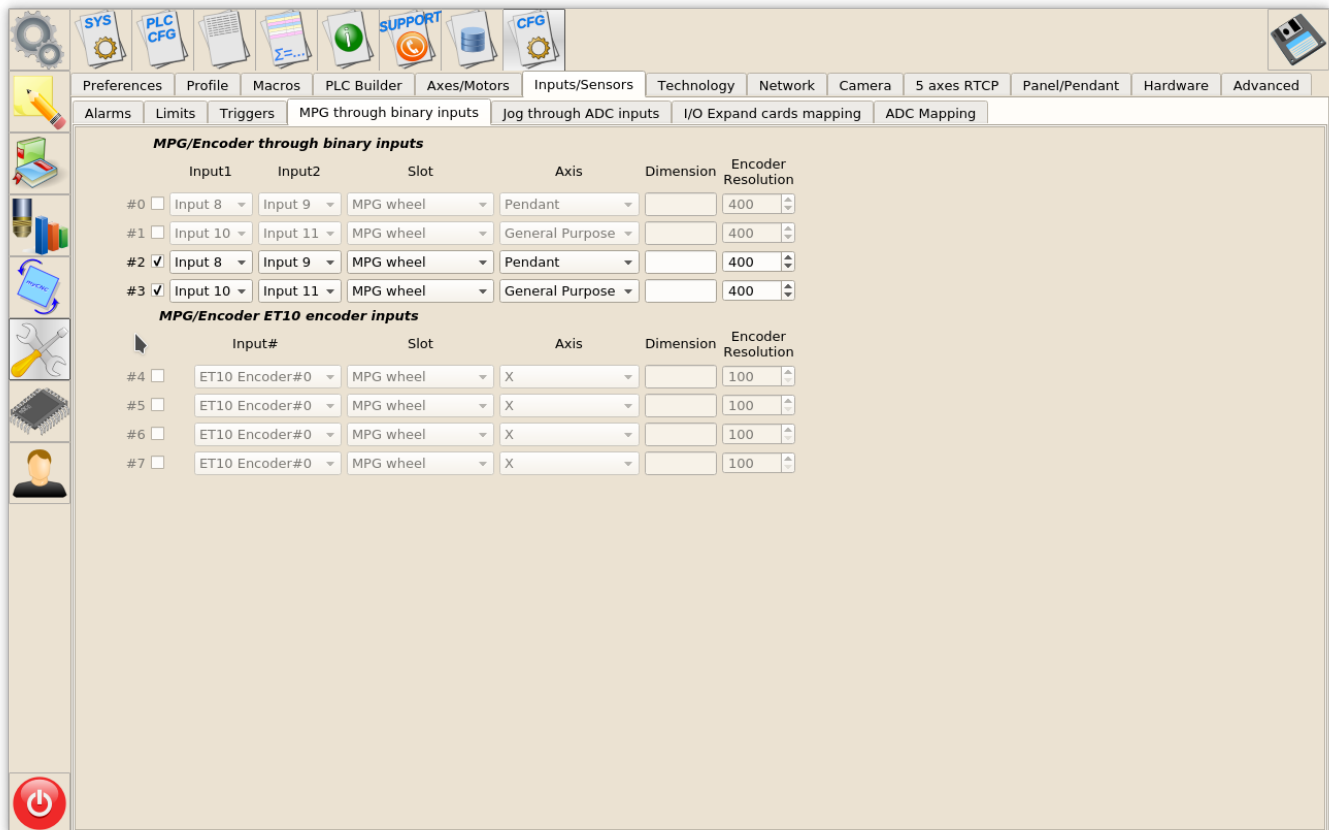 SYS PLC CFG Σ=... SUPPORT CFG
Preferences Profile Macros PLC Builder Axes/Motors Inputs/Sensors Technology Network Camera 5 axes RTCP Panel/Pendant Hardware Advanced
Alarms Limits Triggers MPG through binary inputs Jog through ADC inputs I/O Expand cards mapping ADC Mapping
MPG/Encoder through binary inputs
Input1 Input2 Slot Axis Dimension Encoder Resolution
#0 Input 8 Input 9 MPG wheel Pendant 400
#1 Input 10 Input 11 MPG wheel General Purpose 400
#2 Input 8 Input 9 MPG wheel Pendant 400
#3 Input 10 Input 11 MPG wheel General Purpose 400
MPG/Encoder ET10 encoder inputs
Input# Slot Axis Dimension Encoder Resolution
#4 ET10 Encoder#0 MPG wheel X 100
#5 ET10 Encoder#0 MPG wheel X 100
#6 ET10 Encoder#0 MPG wheel X 100
#7 ET10 Encoder#0 MPG wheel X 100
myCNC